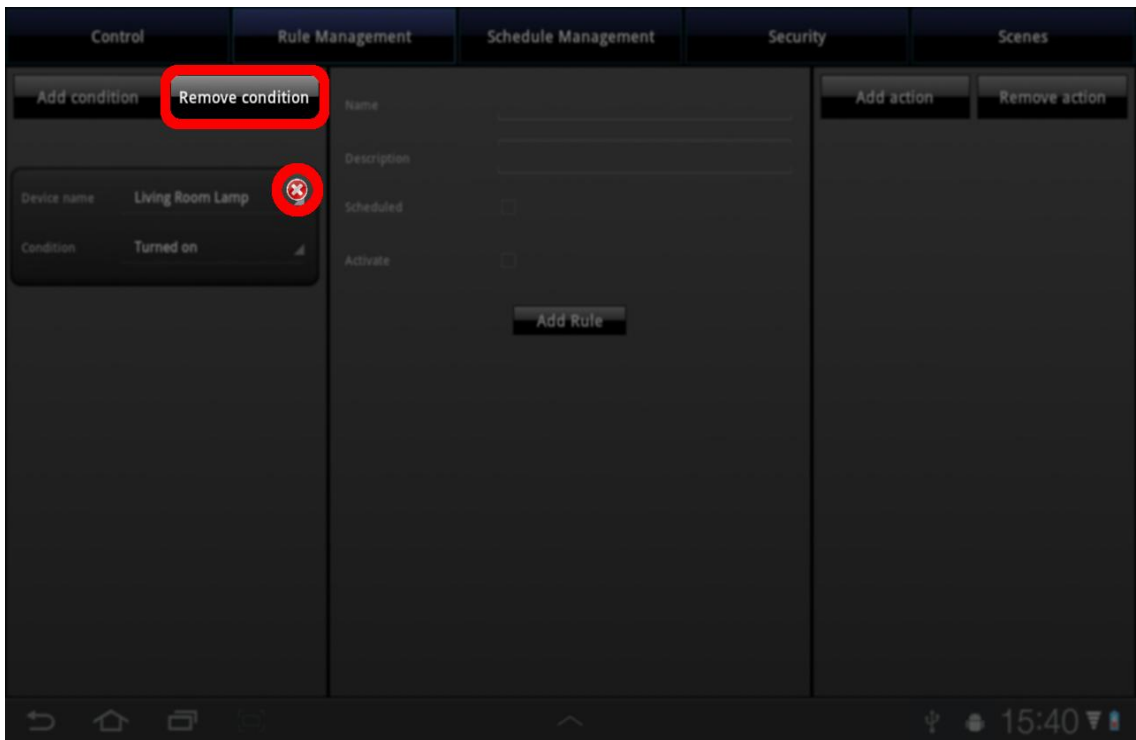 Control Rule Management Schedule Management Security Scenes
Add condition Remove condition
Device name Living Room Lamp
Condition Turned on
Name
Description
Scheduled
Activate
Add Rule
Add action Remove action
15:40